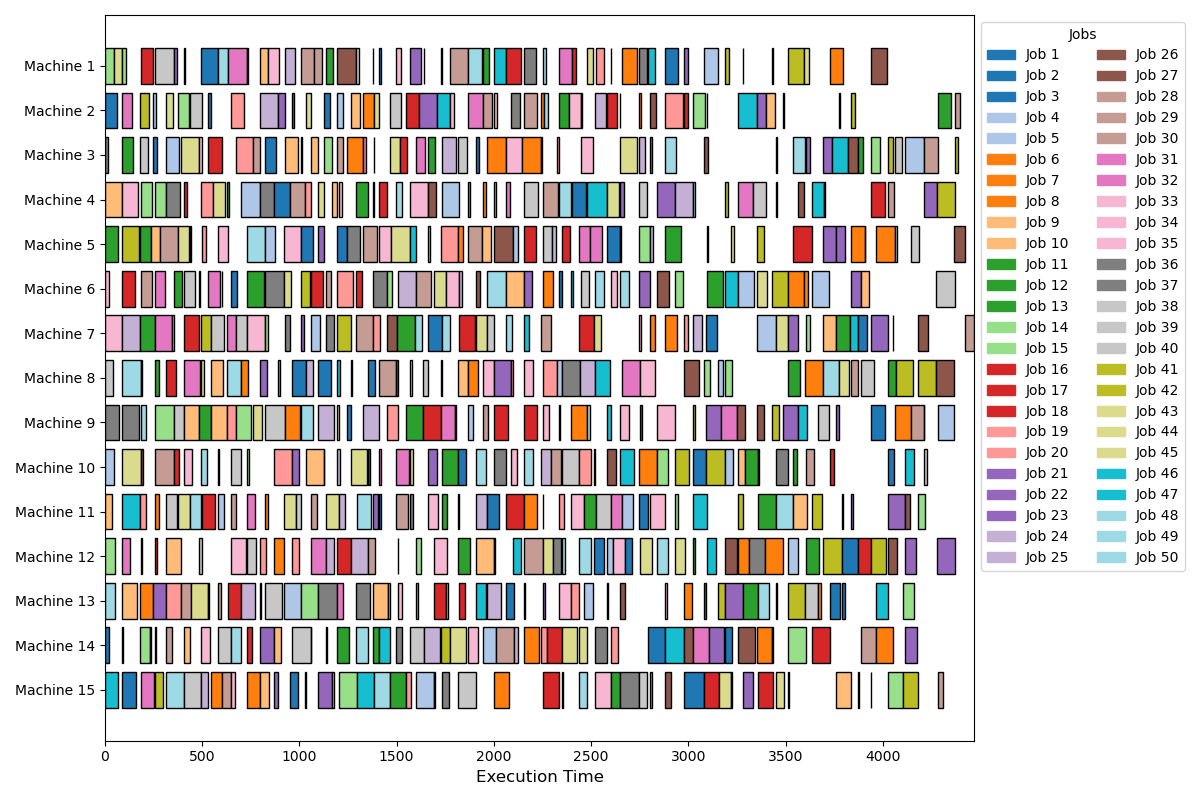 Machine 1
Machine 2
Machine 3
Machine 4
Machine 5
Machine 6
Machine 7
Machine 8
Machine 9
Machine 10
Machine 11
Machine 12
Machine 13
Machine 14
Machine 15
0 500 1000 1500 2000 2500 3000 3500 4000
Execution Time
Jobs
Job 1 Job 26
Job 2 Job 27
Job 3 Job 28
Job 4 Job 29
Job 5 Job 30
Job 6 Job 31
Job 7 Job 32
Job 8 Job 33
Job 9 Job 34
Job 10 Job 35
Job 11 Job 36
Job 12 Job 37
Job 13 Job 38
Job 14 Job 39
Job 15 Job 40
Job 16 Job 41
Job 17 Job 42
Job 18 Job 43
Job 19 Job 44
Job 20 Job 45
Job 21 Job 46
Job 22 Job 47
Job 23 Job 48
Job 24 Job 49
Job 25 Job 50